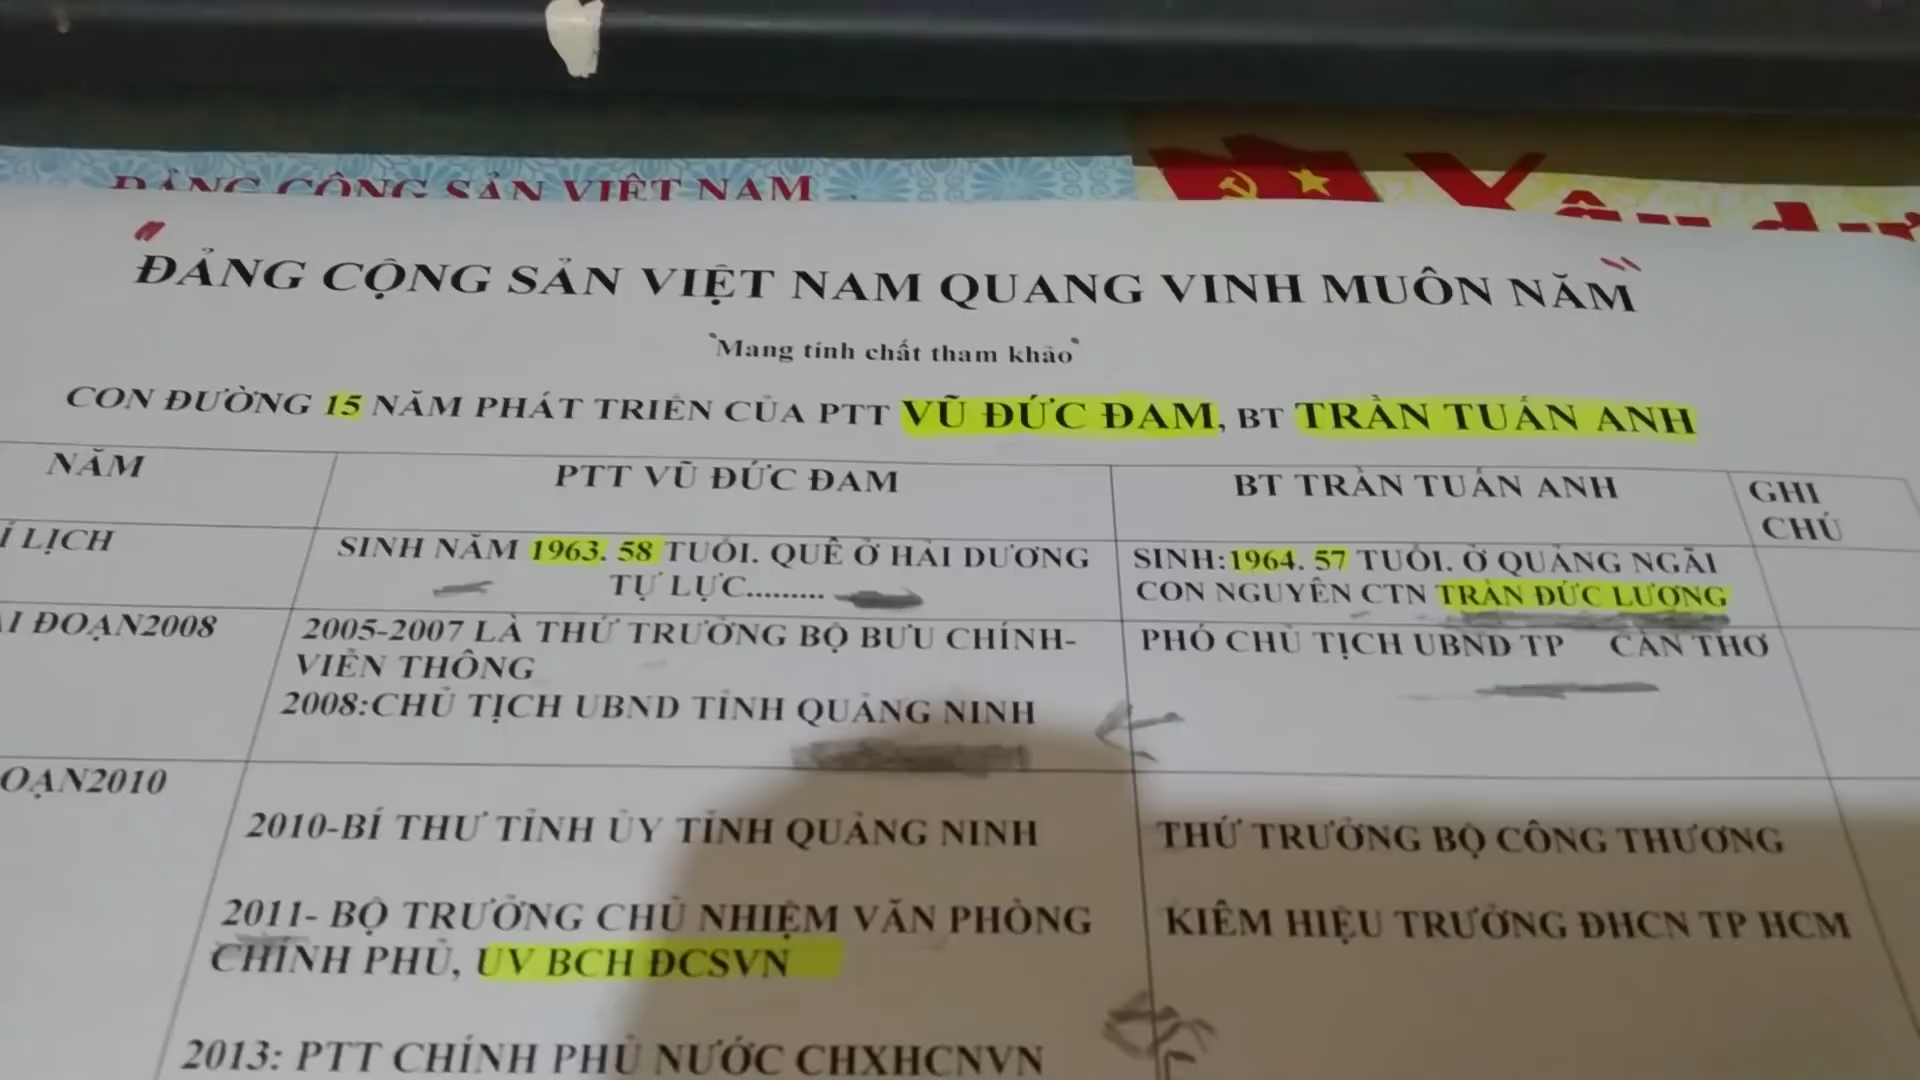 ĐẢNG CỘNG SẢN VIỆT NAM
"ĐẢNG CỘNG SẢN VIỆT NAM QUANG VINH MUÔN NĂM"
"Mang tính chất tham khảo"
CON ĐƯỜNG 15 NĂM PHÁT TRIỂN CỦA PTT VŨ ĐỨC ĐAM, BT TRẦN TUẤN ANH
NĂM
PTT VŨ ĐỨC ĐAM
BT TRẦN TUẤN ANH
GHI
CHÚ
LỊCH
SINH NĂM 1963. 58 TUỔI. QUÊ Ở HẢI DƯƠNG
TỰ LỰC.........
SINH:1964. 57 TUỔI. Ở QUẢNG NGÃI
CON NGUYÊN CTN TRẦN ĐỨC LƯƠNG
ĐOẠN2008
2005-2007 LÀ THỨ TRƯỞNG BỘ BƯU CHÍNH-
VIỄN THÔNG
2008:CHỦ TỊCH UBND TỈNH QUẢNG NINH
PHÓ CHỦ TỊCH UBND TP CẦN THƠ
OẠN2010
2010-BÍ THƯ TỈNH ỦY TỈNH QUẢNG NINH
2011- BỘ TRƯỞNG CHỦ NHIỆM VĂN PHÒNG
CHÍNH PHỦ, UV BCH ĐCSVN
2013: PTT CHÍNH PHỦ NƯỚC CHXHCNVN
THỨ TRƯỞNG BỘ CÔNG THƯƠNG
KIÊM HIỆU TRƯỞNG ĐHCN TP HCM